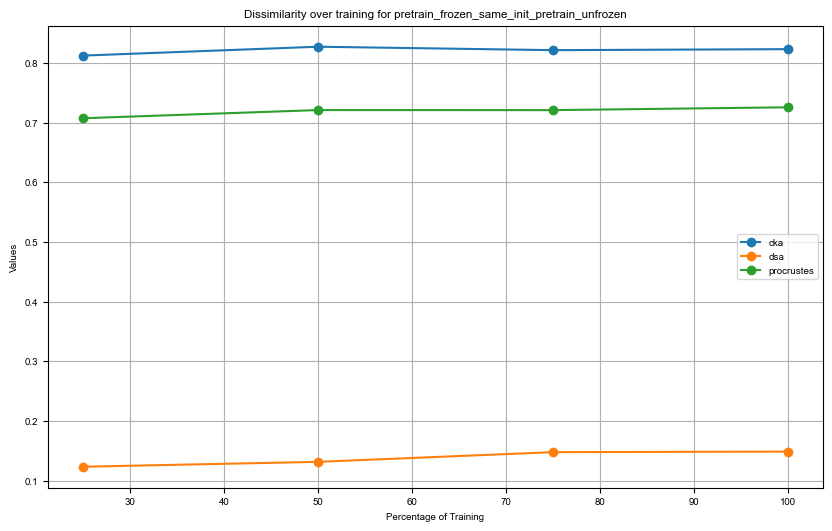 Dissimilarity over training for pretrain_frozen_same_init_pretrain_unfrozen
0.8
0.7
0.6
0.5
0.4
0.3
0.2
0.1
Values
cka
dsa
procrustes
30 40 50 60 70 80 90 100
Percentage of Training